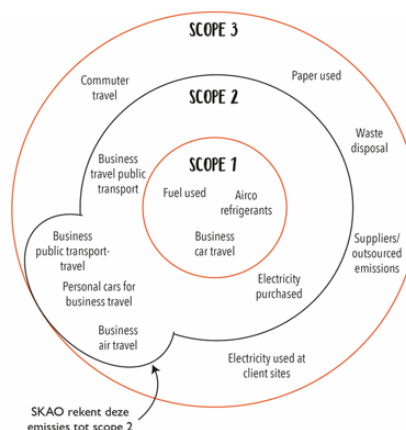 SCOPE 3
Commuter
travel
Paper used
SCOPE 2
Waste
disposal
Business
travel public
transport
SCOPE 1
Fuel used
Airco
refrigerants
Business
car travel
Suppliers/
outsourced
emissions
Business
public transport-
travel
Personal cars for
business travel
Business
air travel
Electricity
purchased
Electricity used at
client sites
SKAO rekent deze
emissies tot scope 2